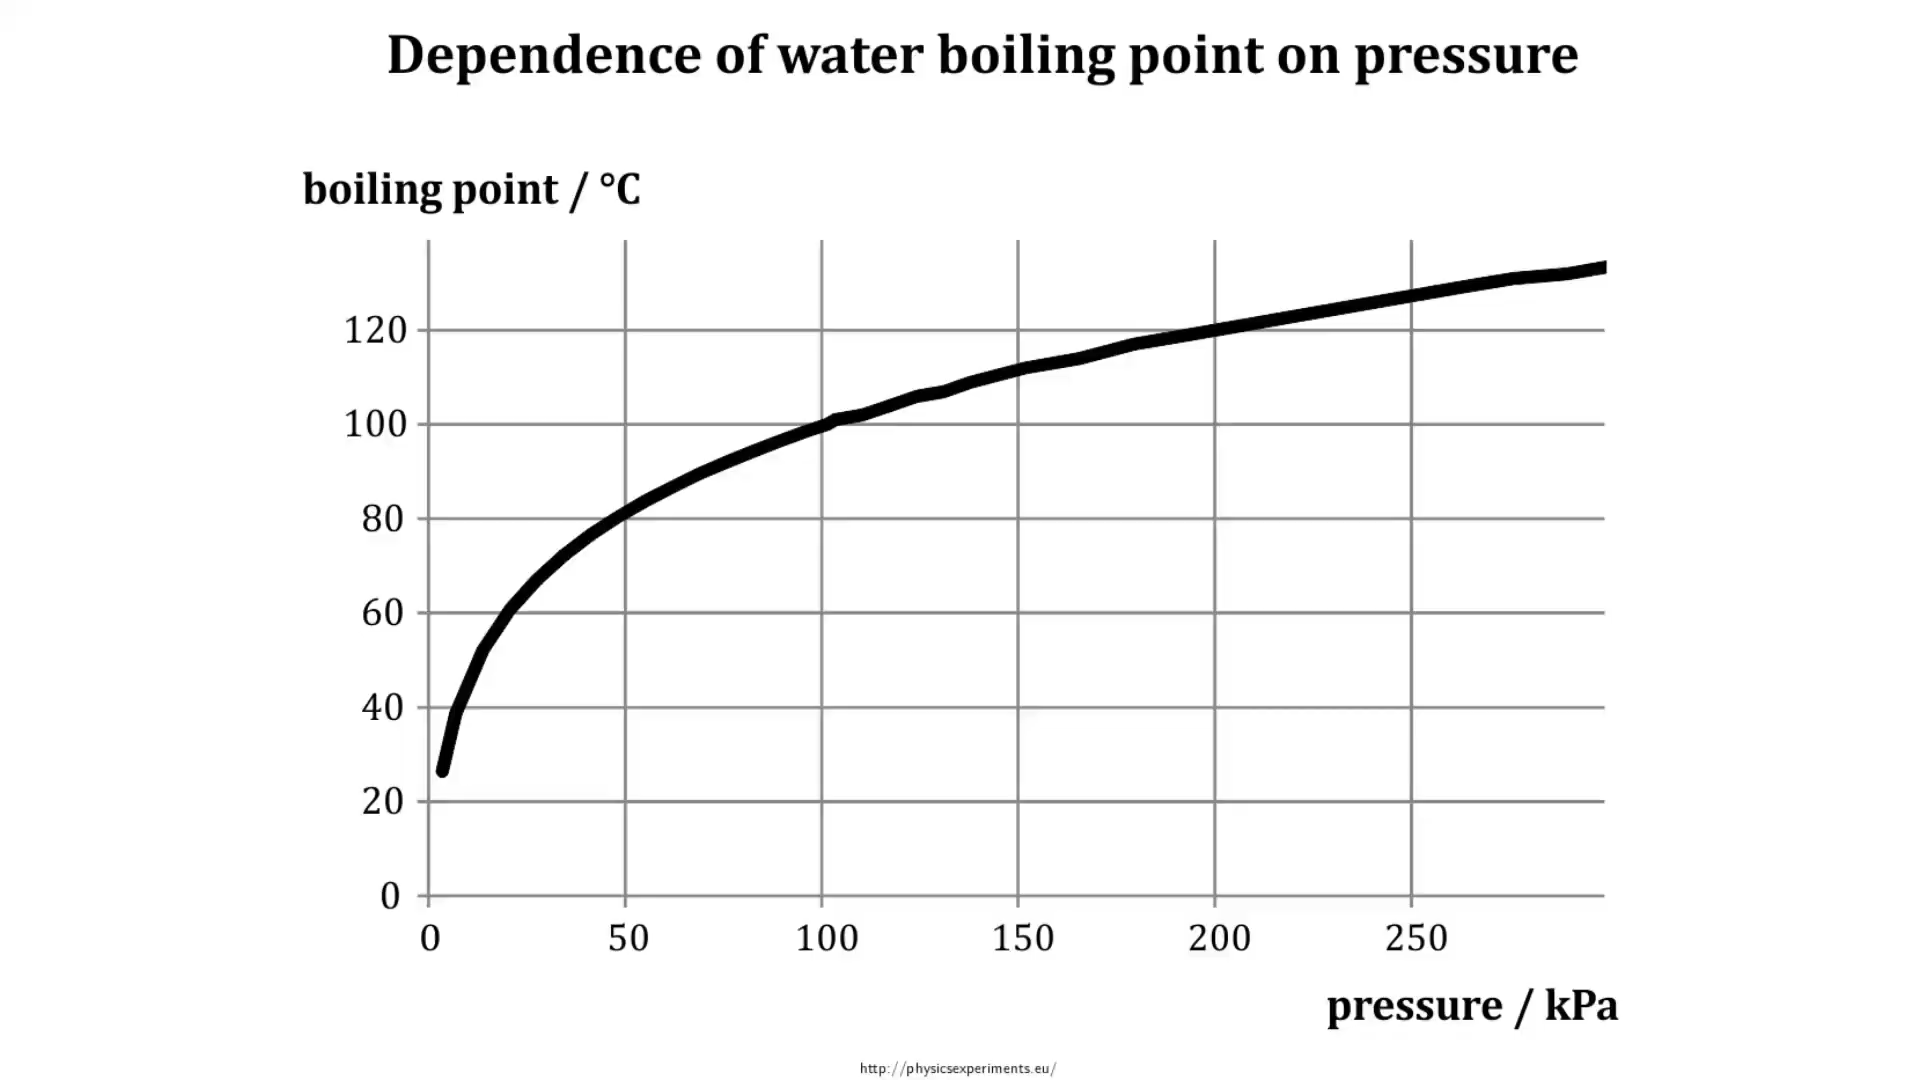 Dependence of water boiling point on pressure
boiling point / °C
120
100
80
60
40
20
0
0 50 100 150 200 250
pressure / kPa
http://physicsexperiments.eu/